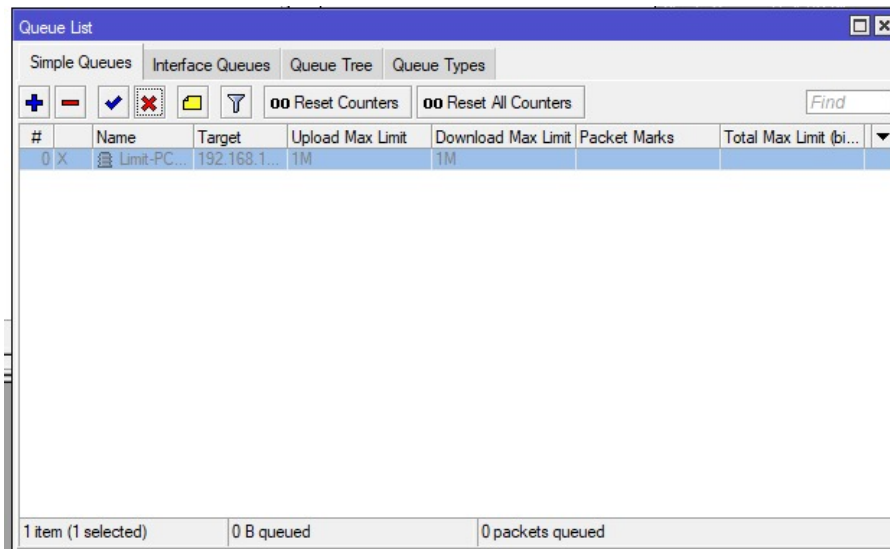 Queue List
Simple Queues Interface Queues Queue Tree Queue Types
00 Reset Counters 00 Reset All Counters Find
# Name Target Upload Max Limit Download Max Limit Packet Marks Total Max Limit (bi...
0 X Limit-PC... 192.168.1... 1M 1M
1 item (1 selected) 0 B queued 0 packets queued